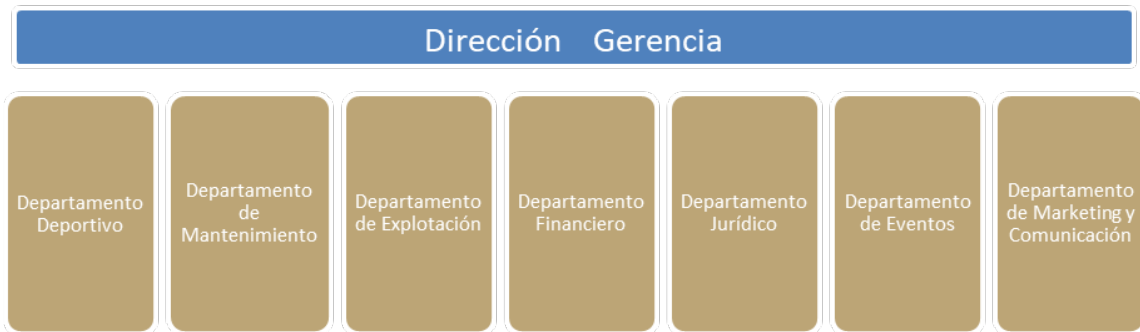 Dirección Gerencia
Departamento
Deportivo
Departamento
de
Mantenimiento
Departamento
de Explotación
Departamento
Financiero
Departamento
Jurídico
Departamento
de Eventos
Departamento
de Marketing y
Comunicación